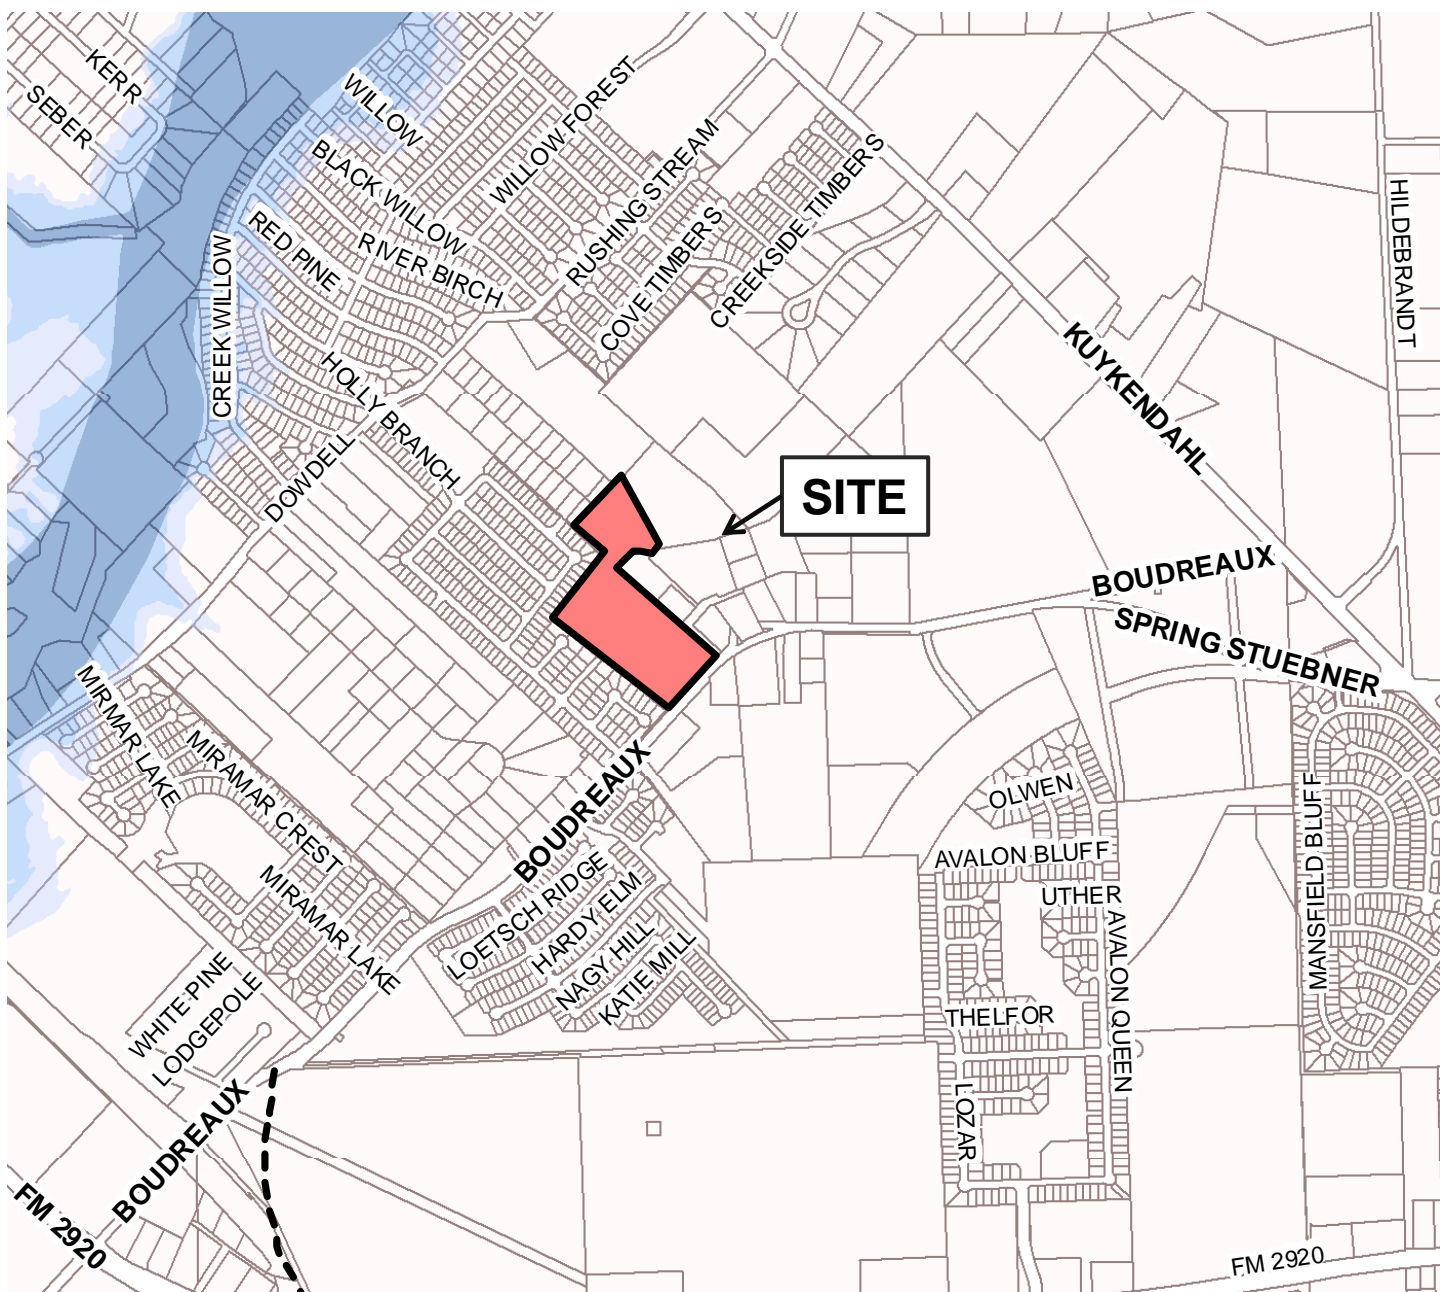 KERR
SEBER
WILLOW
WILLOW FOREST
BLACK WILLOW
RUSHING STREAM
CREEKSIDE TIMBERS
HILDEBRANDT
RED PINE
RIVER BIRCH
COVE TIMBERS
CREEK WILLOW
KUYKENDAHL
HOLLY BRANCH
DOWDELL
SITE
BOUDREAUX
SPRING STUEBNER
MIRMAR LAKE
MIRAMAR CREST
BOUDREAUX
OLWEN
MANSFIELD BLUFF
AVALON BLUFF
LOETSCH RIDGE
MIRAMAR LAKE
HARDY ELM
UTHER
AVALON QUEEN
NAGY HILL
KATIE MILL
WHITE PINE
LODGEPOLE
THELFOR
LOZAR
BOUDREAUX
FM 2920
FM 2920